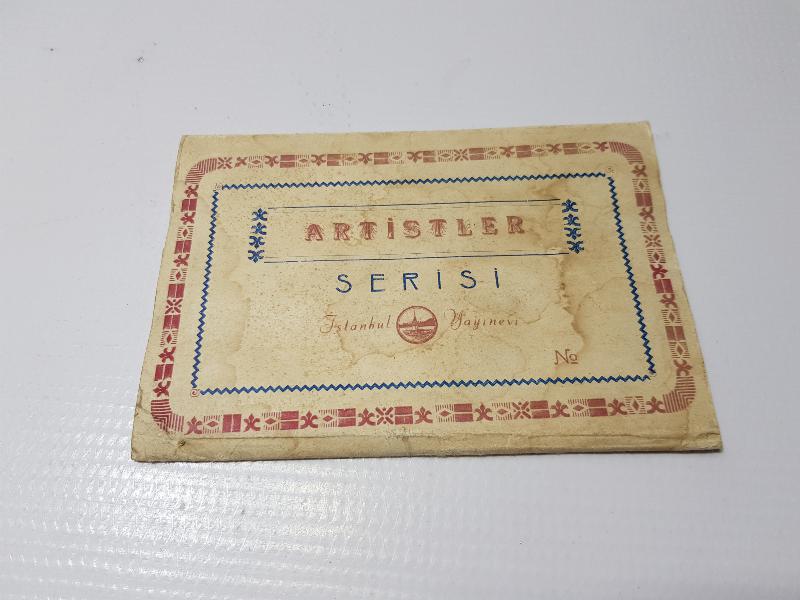 ARTİSTLER
SERİSİ
İstanbul Yayınevi
No